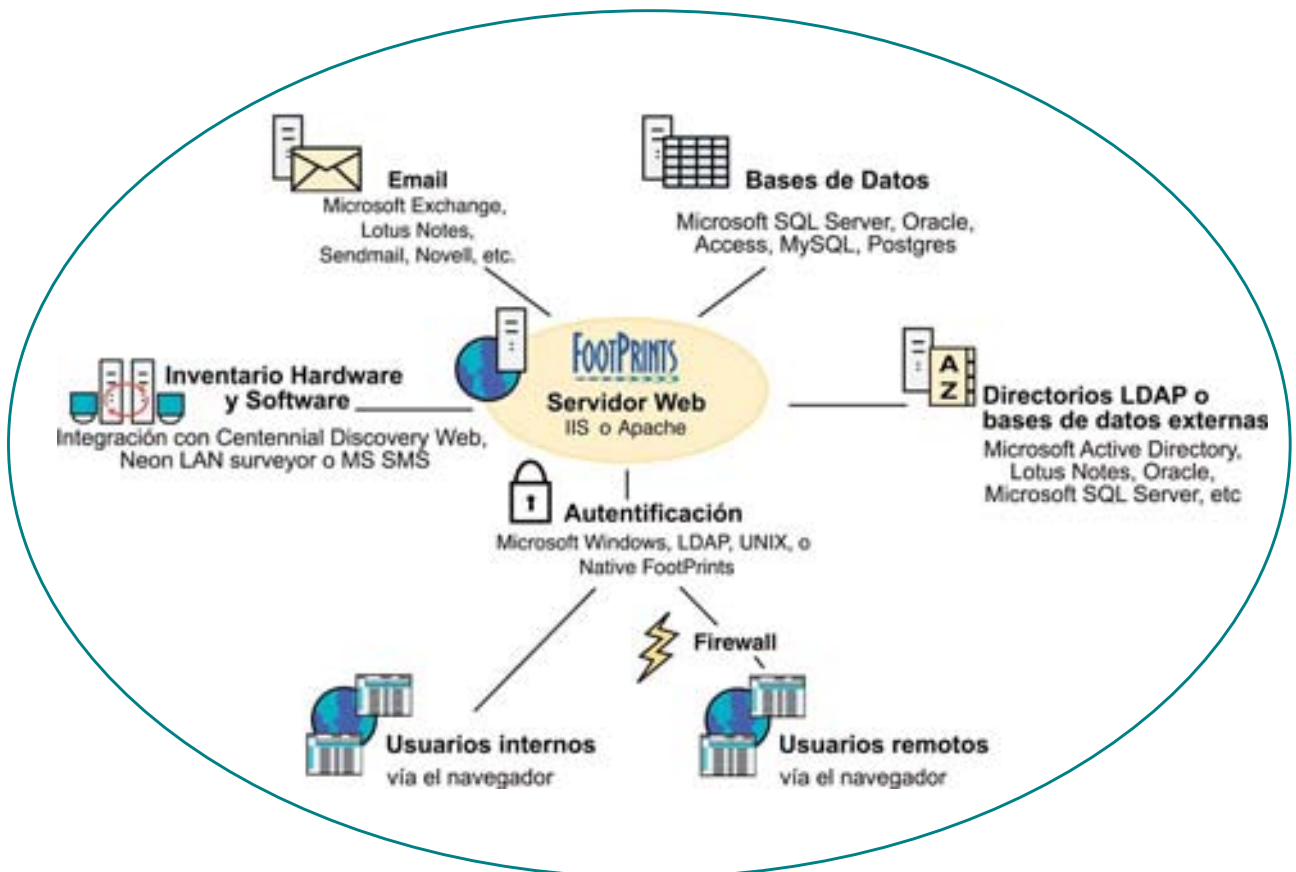 Email
Microsoft Exchange,
Lotus Notes,
Sendmail, Novell, etc.
Bases de Datos
Microsoft SQL Server, Oracle,
Access, MySQL, Postgres
FOOTPRINTS
Servidor Web
IIS o Apache
Inventario Hardware
y Software
Integración con Centennial Discovery Web,
Neon LAN surveyor o MS SMS
A
Z
Directorios LDAP o
bases de datos externas
Microsoft Active Directory,
Lotus Notes, Oracle,
Microsoft SQL Server, etc
Autentificación
Microsoft Windows, LDAP, UNIX, o
Native FootPrints
Firewall
Usuarios internos
vía el navegador
Usuarios remotos
vía el navegador